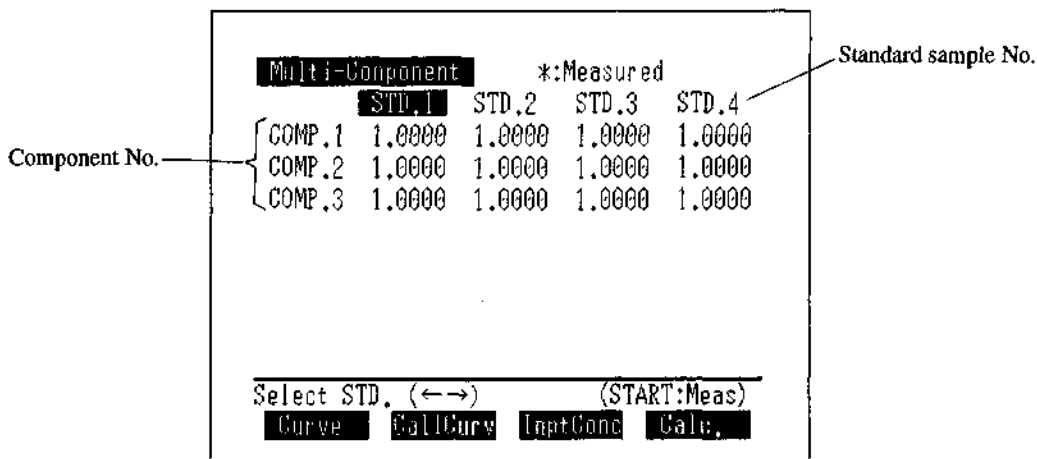 Multi-Component *:Measured
Standard sample No.
STD.1 STD.2 STD.3 STD.4
COMP.1 1.0000 1.0000 1.0000 1.0000
Component No.
COMP.2 1.0000 1.0000 1.0000 1.0000
COMP.3 1.0000 1.0000 1.0000 1.0000
Select STD. (←→) (START:Meas)
Curve CallCurv InptConc Calc.